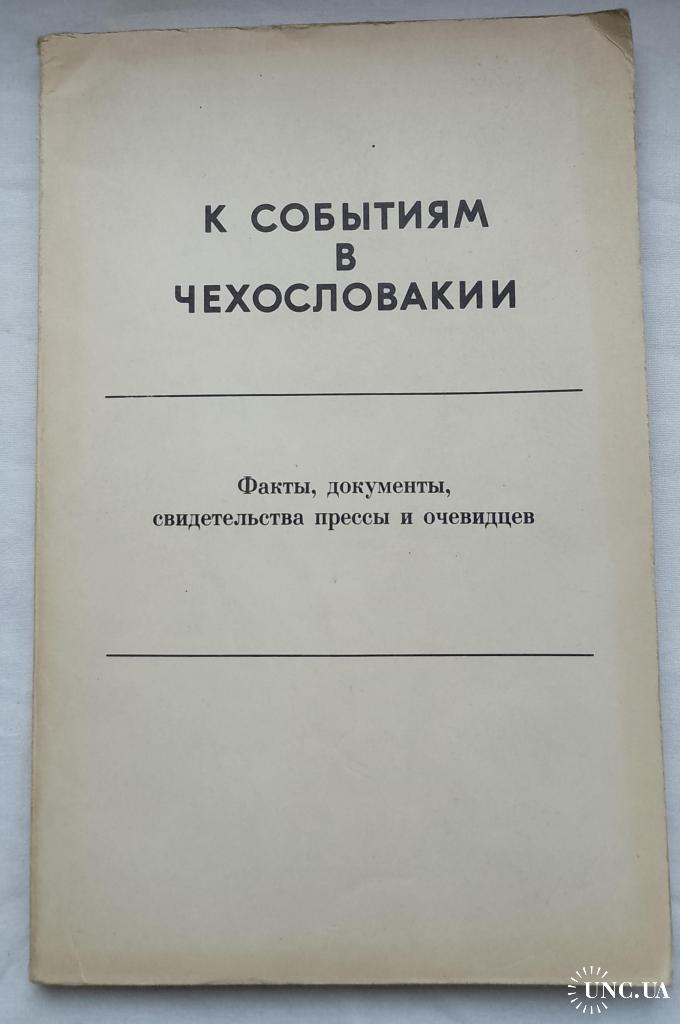 К СОБЫТИЯМ
В
ЧЕХОСЛОВАКИИ
Факты, документы,
свидетельства прессы и очевидцев
UNC.UA